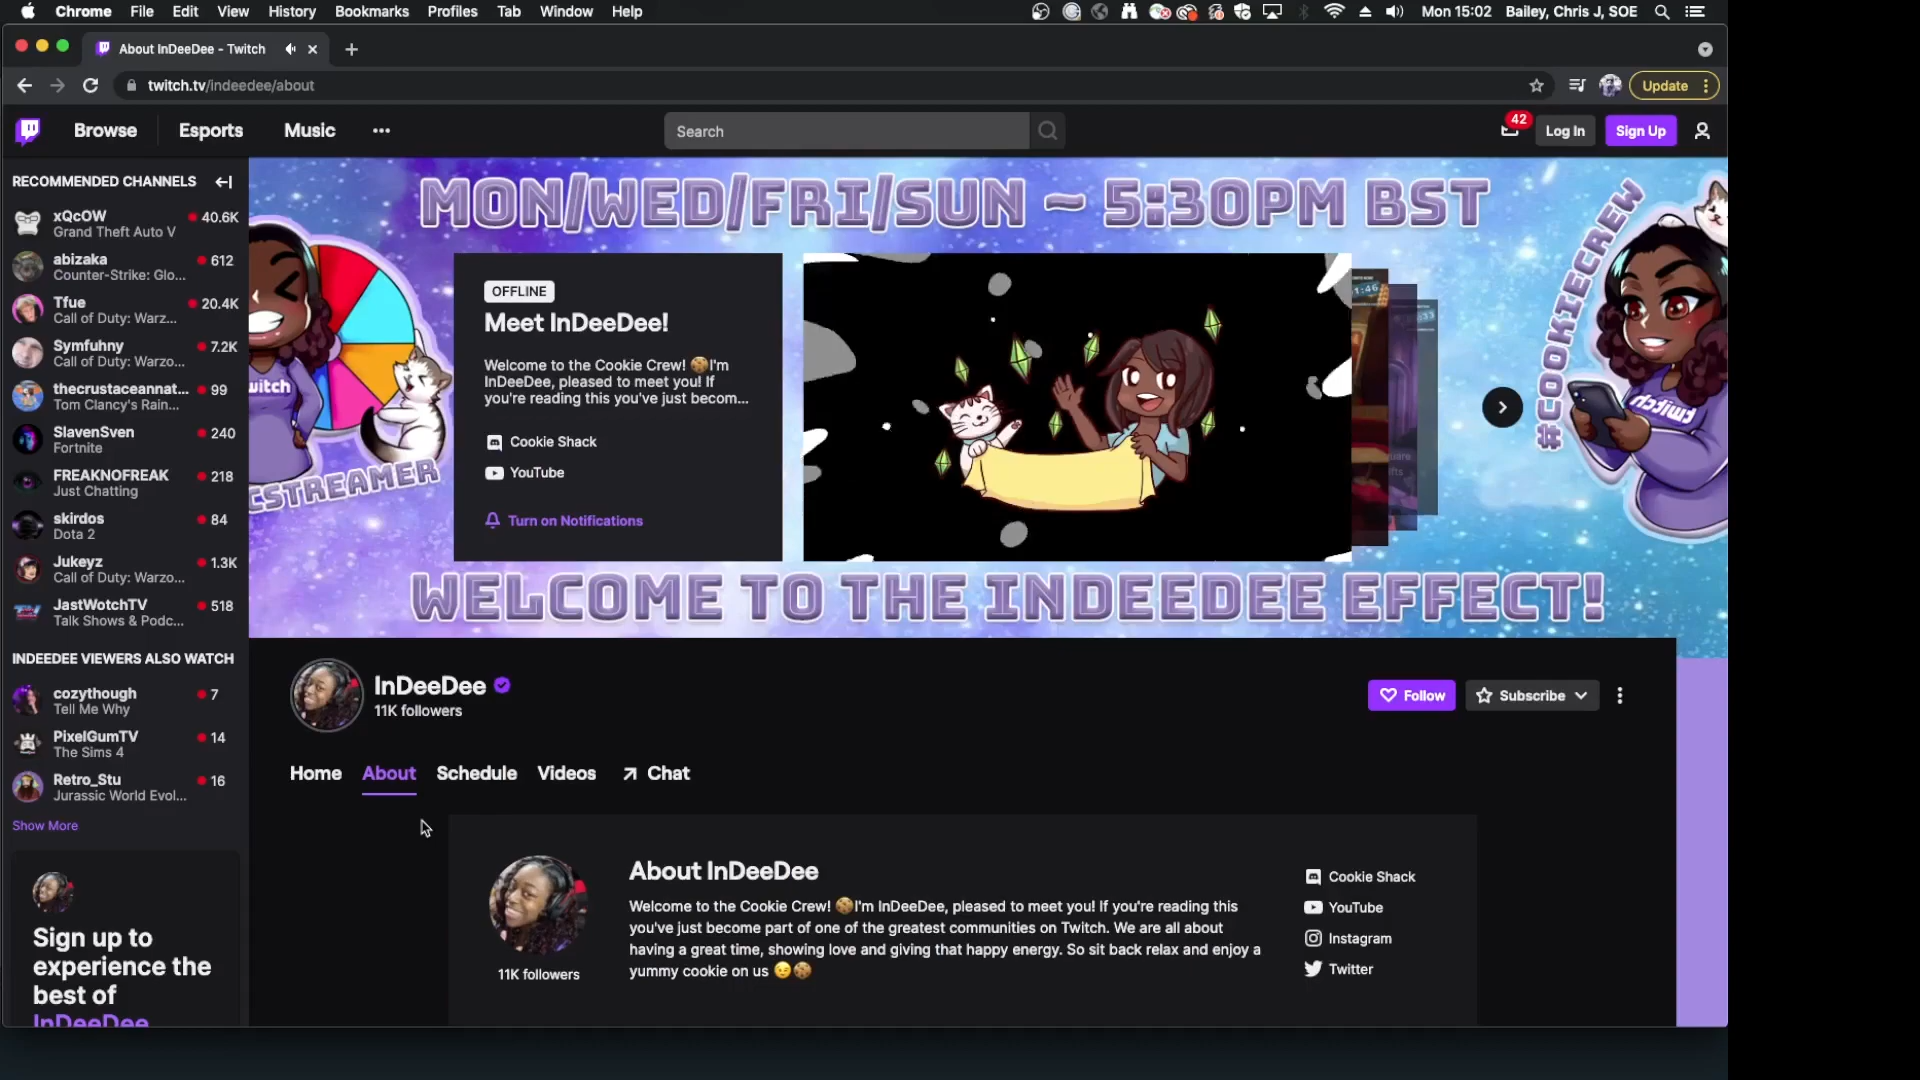 Chrome File Edit View History Bookmarks Profiles Tab Window Help
Mon 15:02 Bailey, Chris J, SOE
About InDeeDee - Twitch
twitch.tv/indeedee/about
Update
Browse Esports Music
Search
42
Log In
Sign Up
RECOMMENDED CHANNELS
xQcOW 40.6K
Grand Theft Auto V
abizaka 612
Counter-Strike: Glo...
Tfue 20.4K
Call of Duty: Warz...
Symfuhny 7.2K
Call of Duty: Warzo...
thecrustaceannat... 99
Tom Clancy's Rain...
SlavenSven 240
Fortnite
FREAKNOFREAK 218
Just Chatting
skirdos 84
Dota 2
Jukeyz 1.3K
Call of Duty: Warzo...
JastWotchTV 518
Talk Shows & Podc...
INDEEDEE VIEWERS ALSO WATCH
cozythough 7
Tell Me Why
PixelGumTV 14
The Sims 4
Retro_Stu 16
Jurassic World Evol...
Show More
Sign up to
experience the
best of
InDeeDee
MON/WED/FRI/SUN ~ 5:30PM BST
witch
CSTREAMER
OFFLINE
Meet InDeeDee!
Welcome to the Cookie Crew! 🍪I'm
InDeeDee, pleased to meet you! If
you're reading this you've just becom...
Cookie Shack
YouTube
Turn on Notifications
#COOKIECREW
WELCOME TO THE INDEEDEE EFFECT!
InDeeDee
11K followers
Follow
Subscribe
Home About Schedule Videos Chat
11K followers
About InDeeDee
Welcome to the Cookie Crew! 🍪I'm InDeeDee, pleased to meet you! If you're reading this
you've just become part of one of the greatest communities on Twitch. We are all about
having a great time, showing love and giving that happy energy. So sit back relax and enjoy a
yummy cookie on us 😉🍪
Cookie Shack
YouTube
Instagram
Twitter